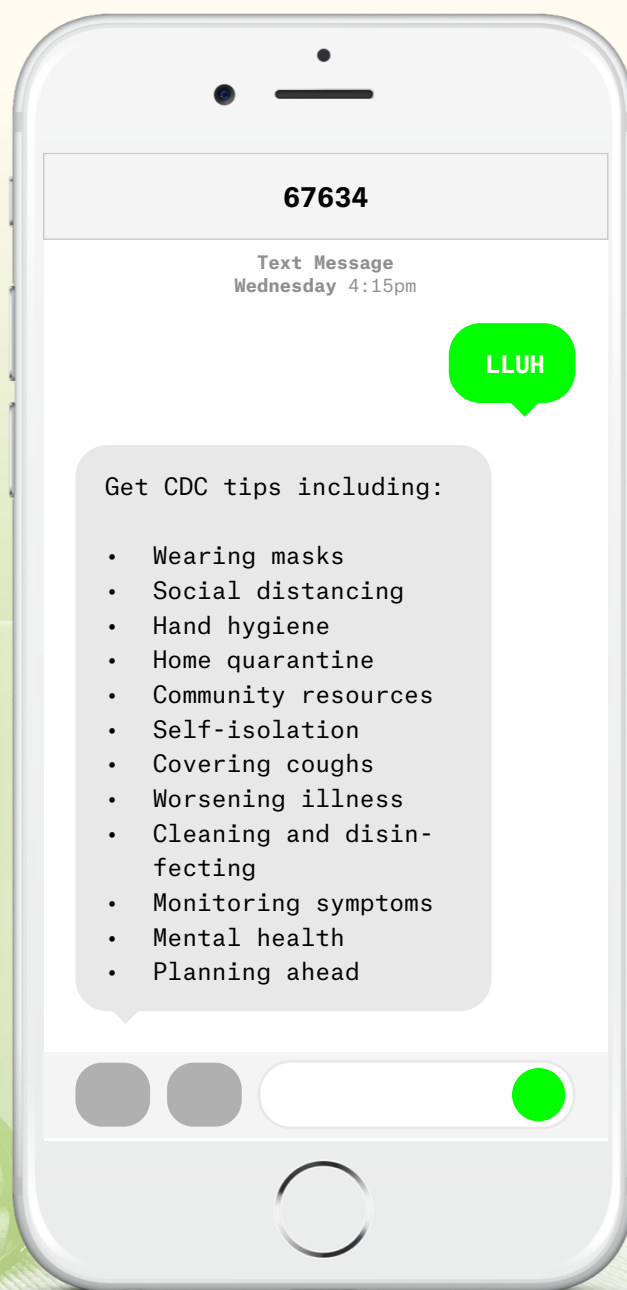 67634
Text Message
Wednesday 4:15pm
LLUH
Get CDC tips including:
• Wearing masks
• Social distancing
• Hand hygiene
• Home quarantine
• Community resources
• Self-isolation
• Covering coughs
• Worsening illness
• Cleaning and disin-
fecting
• Monitoring symptoms
• Mental health
• Planning ahead